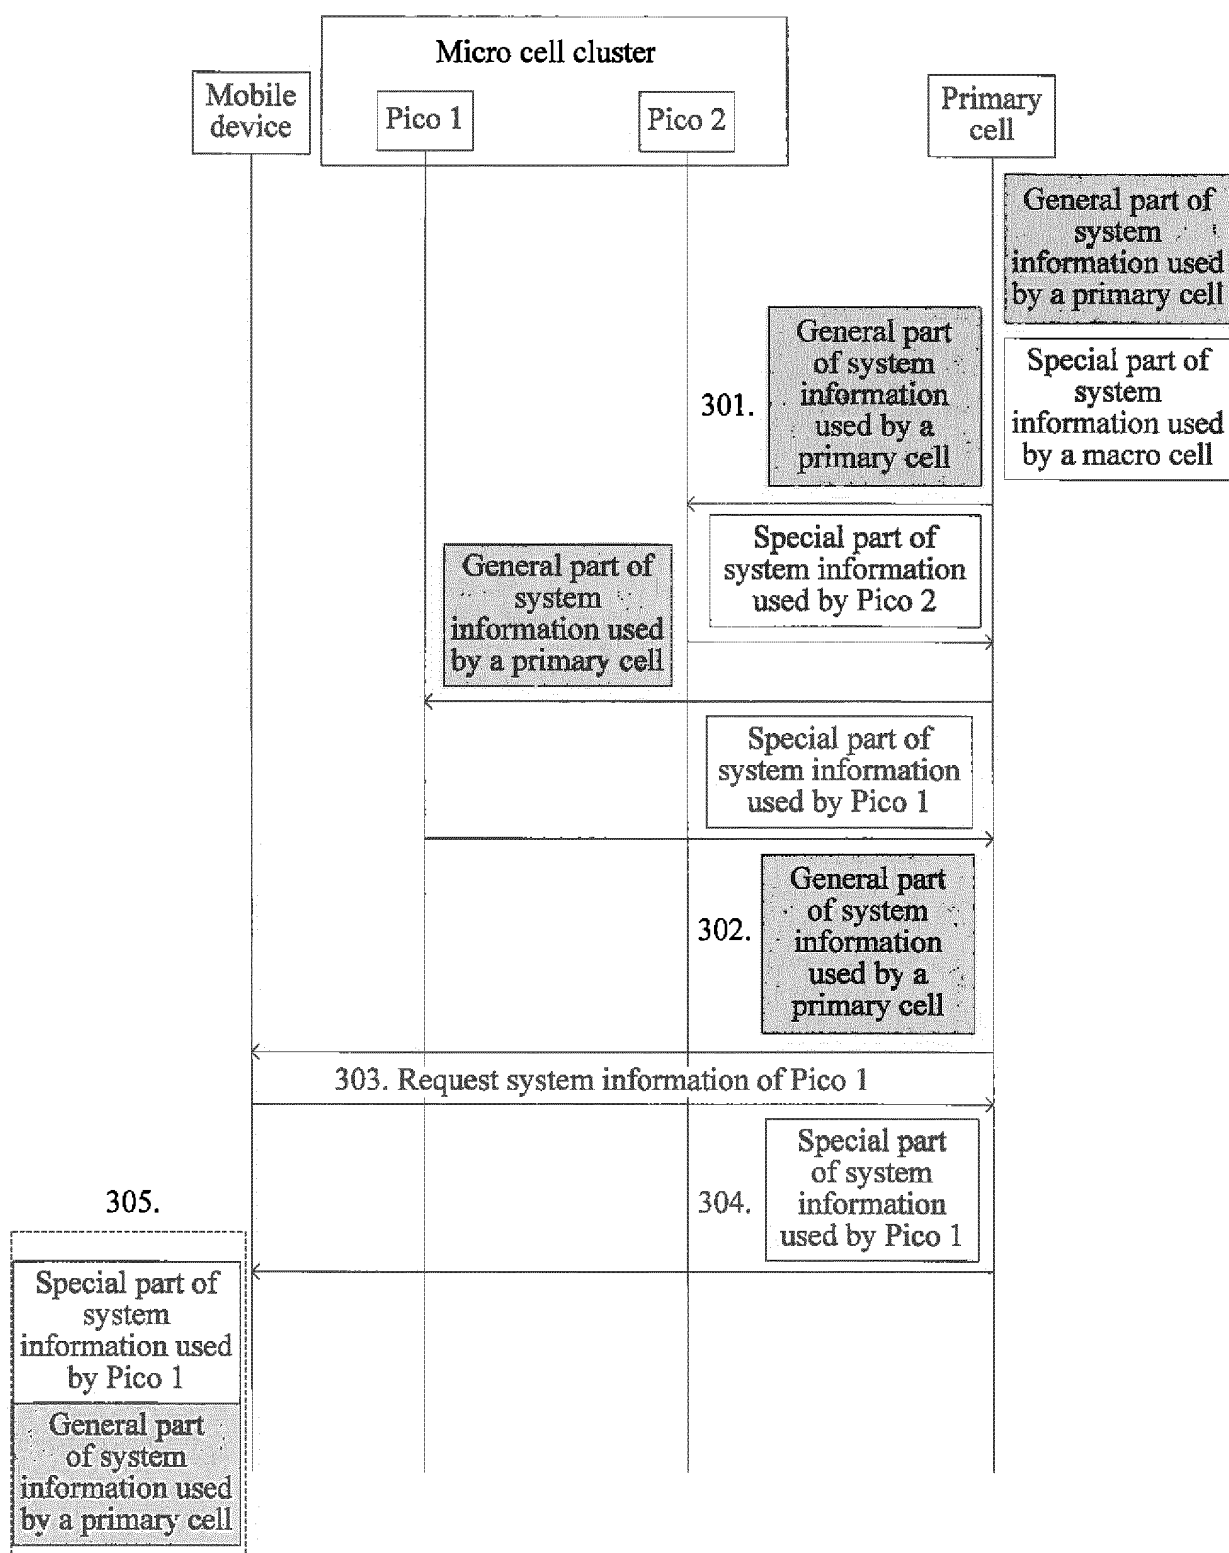 Micro cell cluster
Mobile
device
Pico 1
Pico 2
Primary
cell
General part of
system
information used
by a primary cell
Special part of
system
information used
by a macro cell
301.
General part
of system
information
used by a
primary cell
Special part of
system information
used by Pico 2
General part of
system
information used
by a primary cell
Special part of
system information
used by Pico 1
302.
General part
of system
information
used by a
primary cell
303. Request system information of Pico 1
304.
Special part
of system
information
used by Pico 1
305.
Special part of
system
information used
by Pico 1
General part
of system
information used
by a primary cell